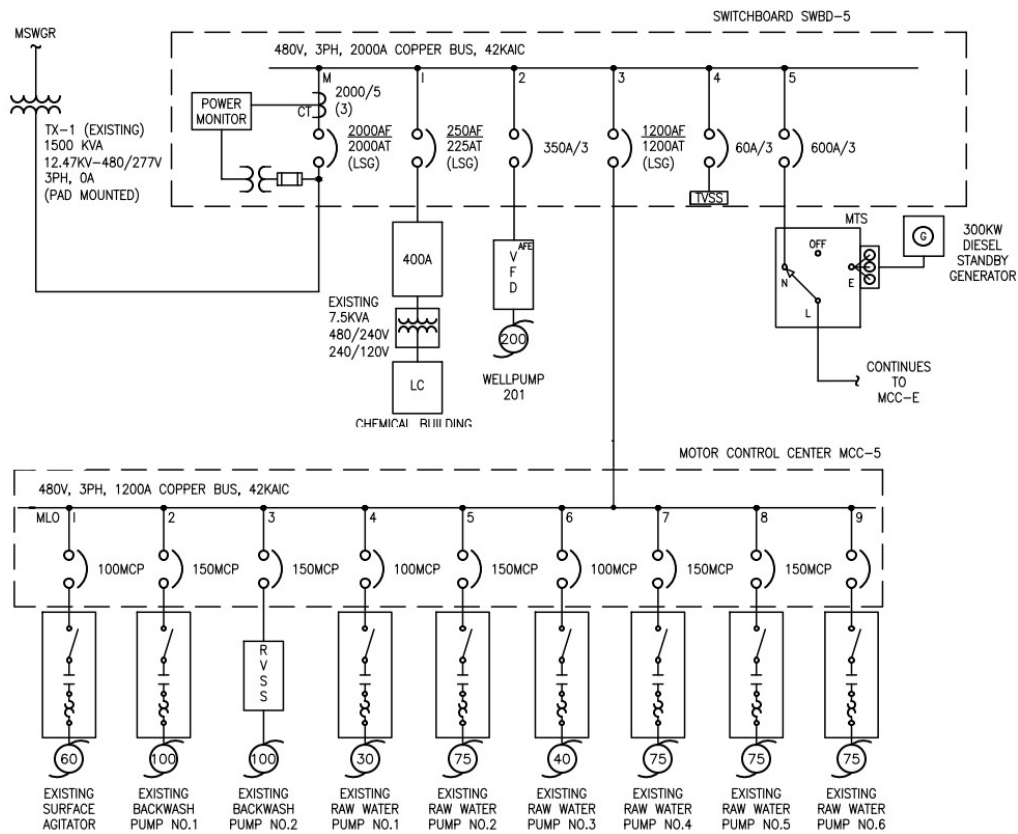 SWITCHBOARD SWBD-5
MSWGR
480V, 3PH, 2000A COPPER BUS, 42KAIC
M
1
2
3
4
5
POWER
MONITOR
CT
2000/5
(3)
2000AF
2000AT
(LSG)
250AF
225AT
(LSG)
350A/3
1200AF
1200AT
(LSG)
60A/3
600A/3
TVSS
TX-1 (EXISTING)
1500 KVA
12.47KV-480/277V
3PH, 0A
(PAD MOUNTED)
400A
EXISTING
7.5KVA
480/240V
240/120V
LC
CHEMICAL BUILDING
AFE
V
F
D
200
WELLPUMP
201
MTS
OFF
N
E
L
G
300KW
DIESEL
STANDBY
GENERATOR
CONTINUES
TO
MCC-E
MOTOR CONTROL CENTER MCC-5
480V, 3PH, 1200A COPPER BUS, 42KAIC
MLO
1
2
3
4
5
6
7
8
9
100MCP
150MCP
150MCP
100MCP
150MCP
100MCP
150MCP
150MCP
R
V
S
S
60
100
100
30
75
40
75
75
75
EXISTING
SURFACE
AGITATOR
EXISTING
BACKWASH
PUMP NO.1
EXISTING
BACKWASH
PUMP NO.2
EXISTING
RAW WATER
PUMP NO.1
EXISTING
RAW WATER
PUMP NO.2
EXISTING
RAW WATER
PUMP NO.3
EXISTING
RAW WATER
PUMP NO.4
EXISTING
RAW WATER
PUMP NO.5
EXISTING
RAW WATER
PUMP NO.6